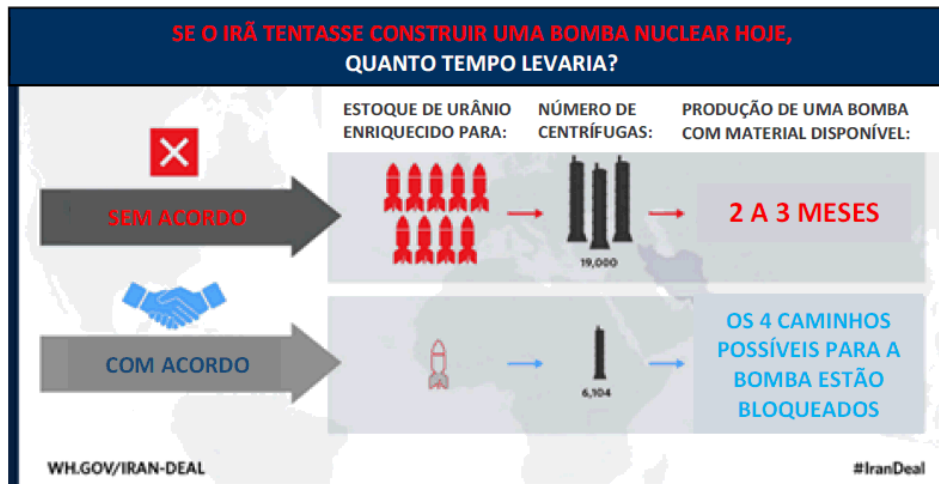 SE O IRÃ TENTASSE CONSTRUIR UMA BOMBA NUCLEAR HOJE,
QUANTO TEMPO LEVARIA?
ESTOQUE DE URÂNIO
ENRIQUECIDO PARA:
NÚMERO DE
CENTRÍFUGAS:
PRODUÇÃO DE UMA BOMBA
COM MATERIAL DISPONÍVEL:
SEM ACORDO
19,000
2 A 3 MESES
COM ACORDO
6,104
OS 4 CAMINHOS
POSSÍVEIS PARA A
BOMBA ESTÃO
BLOQUEADOS
WH.GOV/IRAN-DEAL
#IranDeal